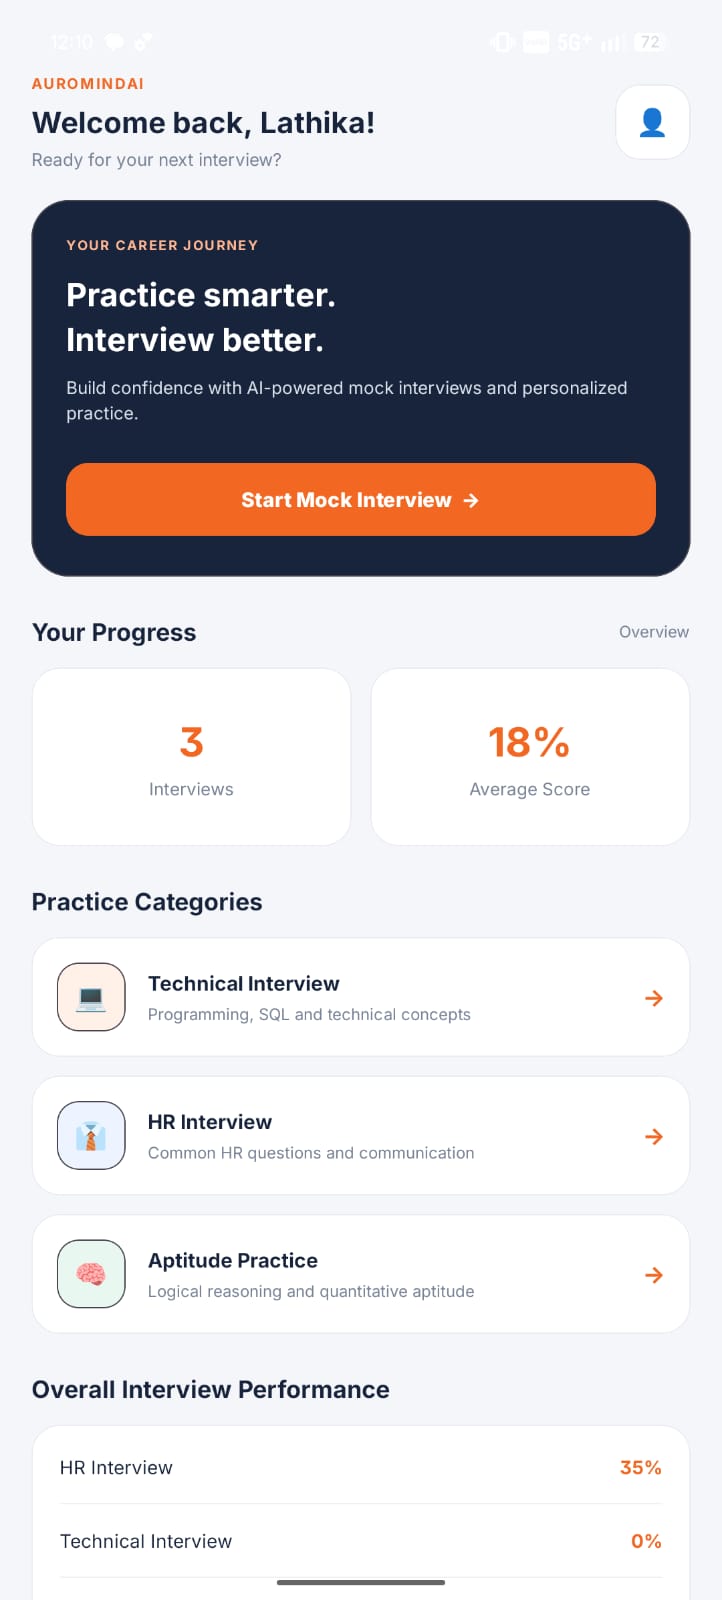 12:10 5G+ 72
AUROMINDAI
Welcome back, Lathika!
Ready for your next interview?
YOUR CAREER JOURNEY
Practice smarter.
Interview better.
Build confidence with AI-powered mock interviews and personalized
practice.
Start Mock Interview →
Your Progress
Overview
3
Interviews
18%
Average Score
Practice Categories
Technical Interview
Programming, SQL and technical concepts
HR Interview
Common HR questions and communication
Aptitude Practice
Logical reasoning and quantitative aptitude
Overall Interview Performance
HR Interview 35%
Technical Interview 0%